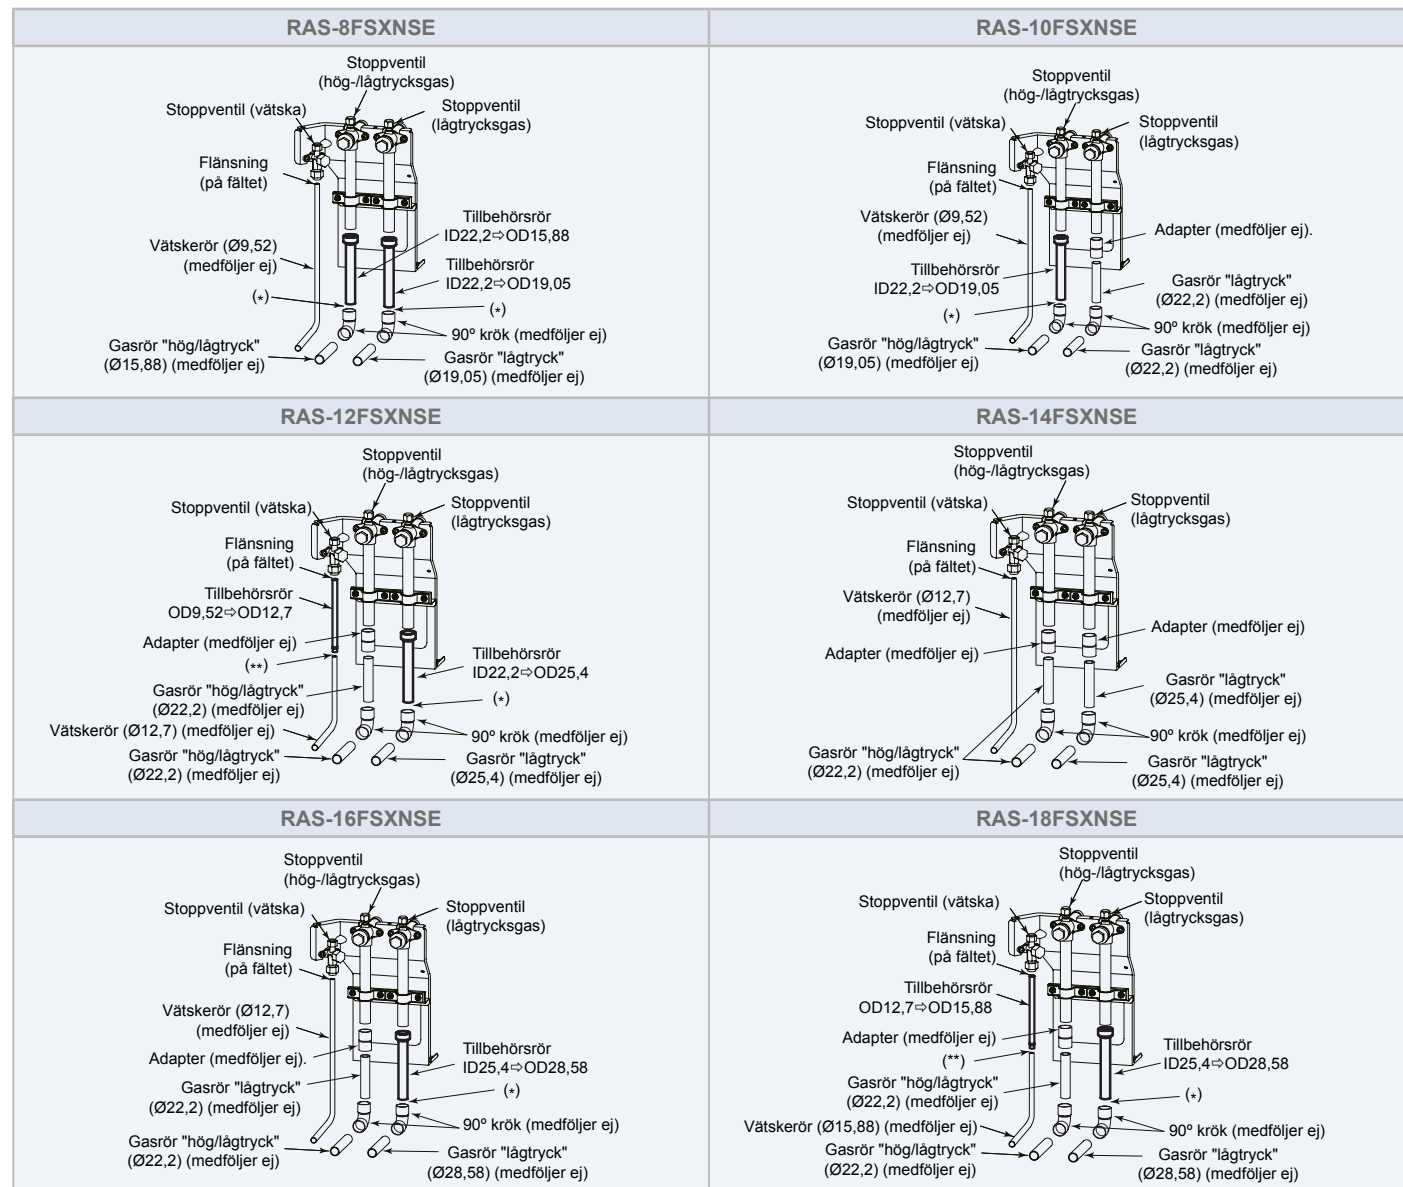 RAS-8FSXNSE
Stoppventil
(hög-/lågtrycksgas)
Stoppventil (vätska)
Stoppventil
(lågtrycksgas)
Flänsning
(på fältet)
Tillbehörsrör
ID22,2⇨OD15,88
Vätskerör (Ø9,52)
(medföljer ej)
Tillbehörsrör
ID22,2⇨OD19,05
(*)
(*)
90º krök (medföljer ej)
Gasrör "hög/lågtryck"
(Ø15,88) (medföljer ej)
Gasrör "lågtryck"
(Ø19,05) (medföljer ej)
RAS-10FSXNSE
Stoppventil
(hög-/lågtrycksgas)
Stoppventil (vätska)
Stoppventil
(lågtrycksgas)
Flänsning
(på fältet)
Vätskerör (Ø9,52)
(medföljer ej)
Adapter (medföljer ej).
Tillbehörsrör
ID22,2⇨OD19,05
Gasrör "lågtryck"
(Ø22,2) (medföljer ej)
(*)
90º krök (medföljer ej)
Gasrör "hög/lågtryck"
(Ø19,05) (medföljer ej)
Gasrör "lågtryck"
(Ø22,2) (medföljer ej)
RAS-12FSXNSE
Stoppventil
(hög-/lågtrycksgas)
Stoppventil (vätska)
Stoppventil
(lågtrycksgas)
Flänsning
(på fältet)
Tillbehörsrör
OD9,52⇨OD12,7
Adapter (medföljer ej)
(**)
Tillbehörsrör
ID22,2⇨OD25,4
Gasrör "hög/lågtryck"
(Ø22,2) (medföljer ej)
(*)
Vätskerör (Ø12,7) (medföljer ej)
90º krök (medföljer ej)
Gasrör "hög/lågtryck"
(Ø22,2) (medföljer ej)
Gasrör "lågtryck"
(Ø25,4) (medföljer ej)
RAS-14FSXNSE
Stoppventil
(hög-/lågtrycksgas)
Stoppventil (vätska)
Stoppventil
(lågtrycksgas)
Flänsning
(på fältet)
Vätskerör (Ø12,7)
(medföljer ej)
Adapter (medföljer ej)
Adapter (medföljer ej)
Gasrör "lågtryck"
(Ø25,4) (medföljer ej)
90º krök (medföljer ej)
Gasrör "hög/lågtryck"
(Ø22,2) (medföljer ej)
Gasrör "lågtryck"
(Ø25,4) (medföljer ej)
RAS-16FSXNSE
Stoppventil
(hög-/lågtrycksgas)
Stoppventil (vätska)
Stoppventil
(lågtrycksgas)
Flänsning
(på fältet)
Vätskerör (Ø12,7)
(medföljer ej)
Adapter (medföljer ej).
Tillbehörsrör
ID25,4⇨OD28,58
Gasrör "lågtryck"
(Ø22,2) (medföljer ej)
(*)
90º krök (medföljer ej)
Gasrör "hög/lågtryck"
(Ø22,2) (medföljer ej)
Gasrör "lågtryck"
(Ø28,58) (medföljer ej)
RAS-18FSXNSE
Stoppventil
(hög-/lågtrycksgas)
Stoppventil (vätska)
Stoppventil
(lågtrycksgas)
Flänsning
(på fältet)
Tillbehörsrör
OD12,7⇨OD15,88
Adapter (medföljer ej)
(**)
Tillbehörsrör
ID25,4⇨OD28,58
Gasrör "hög/lågtryck"
(Ø22,2) (medföljer ej)
(*)
Vätskerör (Ø15,88) (medföljer ej)
90º krök (medföljer ej)
Gasrör "hög/lågtryck"
(Ø22,2) (medföljer ej)
Gasrör "lågtryck"
(Ø28,58) (medföljer ej)